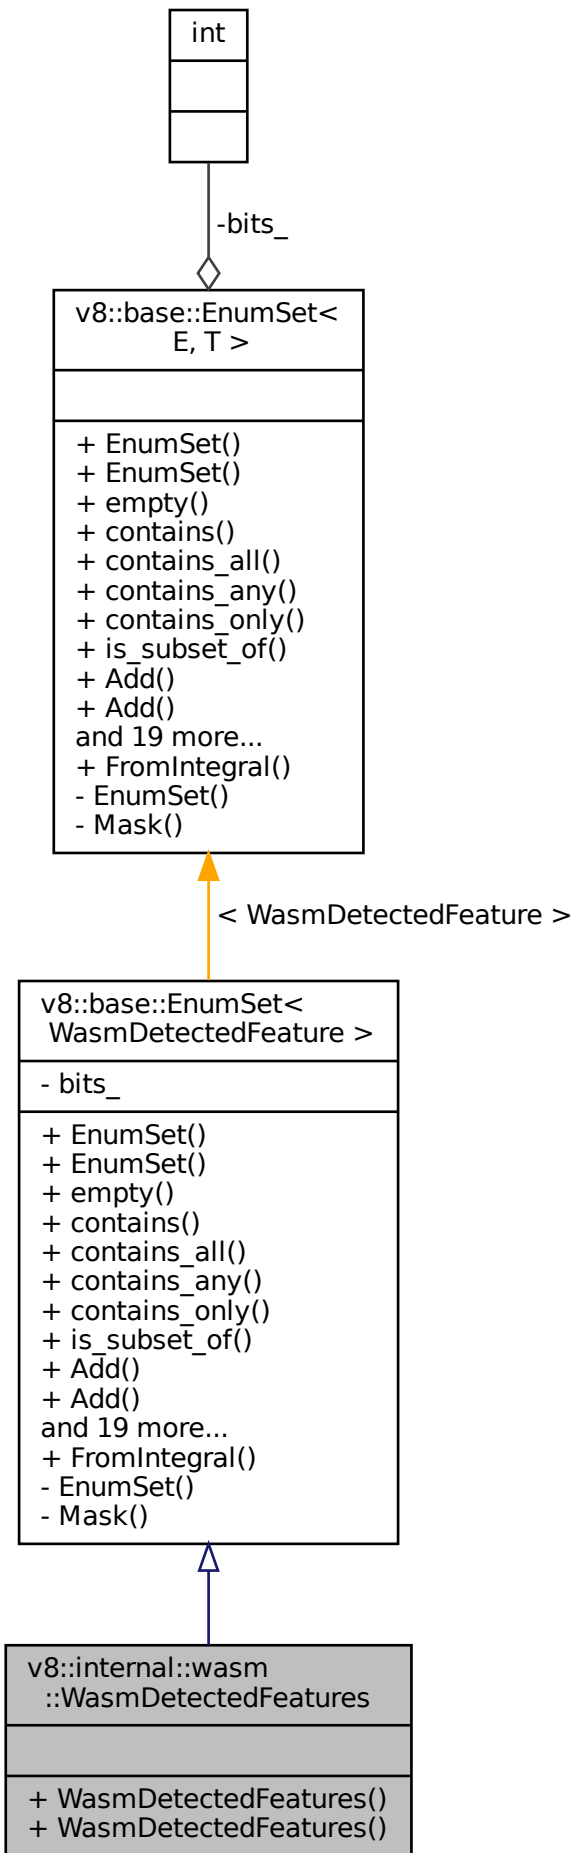 int
-bits_
v8::base::EnumSet<
E, T >
+ EnumSet()
+ EnumSet()
+ empty()
+ contains()
+ contains_all()
+ contains_any()
+ contains_only()
+ is_subset_of()
+ Add()
+ Add()
and 19 more...
+ FromIntegral()
- EnumSet()
- Mask()
< WasmDetectedFeature >
v8::base::EnumSet<
WasmDetectedFeature >
- bits_
+ EnumSet()
+ EnumSet()
+ empty()
+ contains()
+ contains_all()
+ contains_any()
+ contains_only()
+ is_subset_of()
+ Add()
+ Add()
and 19 more...
+ FromIntegral()
- EnumSet()
- Mask()
v8::internal::wasm
::WasmDetectedFeatures
+ WasmDetectedFeatures()
+ WasmDetectedFeatures()